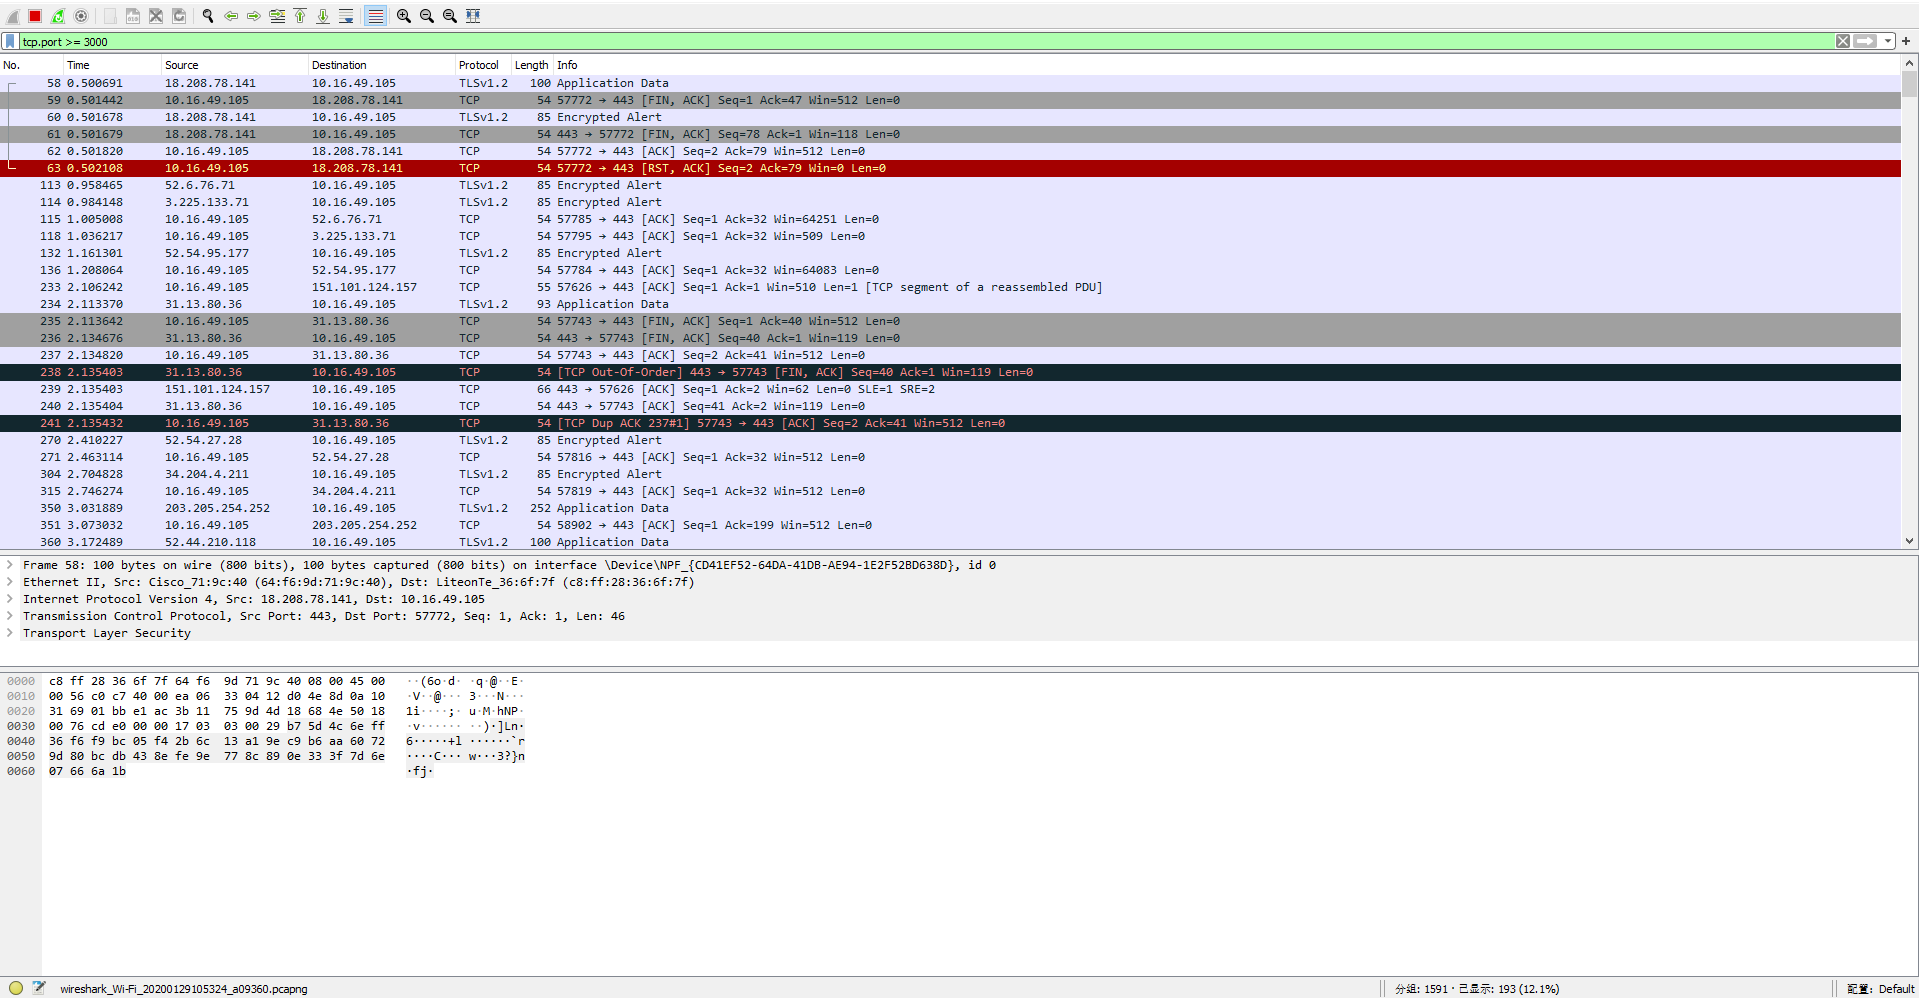 tcp.port >= 3000
No. Time Source Destination Protocol Length Info
58 0.500691 18.208.78.141 10.16.49.105 TLSv1.2 100 Application Data
59 0.501442 10.16.49.105 18.208.78.141 TCP 54 57772 → 443 [FIN, ACK] Seq=1 Ack=47 Win=512 Len=0
60 0.501678 18.208.78.141 10.16.49.105 TLSv1.2 85 Encrypted Alert
61 0.501679 18.208.78.141 10.16.49.105 TCP 54 443 → 57772 [FIN, ACK] Seq=78 Ack=1 Win=118 Len=0
62 0.501820 10.16.49.105 18.208.78.141 TCP 54 57772 → 443 [ACK] Seq=2 Ack=79 Win=512 Len=0
63 0.502108 10.16.49.105 18.208.78.141 TCP 54 57772 → 443 [RST, ACK] Seq=2 Ack=79 Win=0 Len=0
113 0.958465 52.6.76.71 10.16.49.105 TLSv1.2 85 Encrypted Alert
114 0.984148 3.225.133.71 10.16.49.105 TLSv1.2 85 Encrypted Alert
115 1.005008 10.16.49.105 52.6.76.71 TCP 54 57785 → 443 [ACK] Seq=1 Ack=32 Win=64251 Len=0
118 1.036217 10.16.49.105 3.225.133.71 TCP 54 57795 → 443 [ACK] Seq=1 Ack=32 Win=509 Len=0
132 1.161301 52.54.95.177 10.16.49.105 TLSv1.2 85 Encrypted Alert
136 1.208064 10.16.49.105 52.54.95.177 TCP 54 57784 → 443 [ACK] Seq=1 Ack=32 Win=64083 Len=0
233 2.106242 10.16.49.105 151.101.124.157 TCP 55 57626 → 443 [ACK] Seq=1 Ack=1 Win=510 Len=1 [TCP segment of a reassembled PDU]
234 2.113370 31.13.80.36 10.16.49.105 TLSv1.2 93 Application Data
235 2.113642 10.16.49.105 31.13.80.36 TCP 54 57743 → 443 [FIN, ACK] Seq=1 Ack=40 Win=512 Len=0
236 2.134676 31.13.80.36 10.16.49.105 TCP 54 443 → 57743 [FIN, ACK] Seq=40 Ack=1 Win=119 Len=0
237 2.134820 10.16.49.105 31.13.80.36 TCP 54 57743 → 443 [ACK] Seq=2 Ack=41 Win=512 Len=0
238 2.135403 31.13.80.36 10.16.49.105 TCP 54 [TCP Out-Of-Order] 443 → 57743 [FIN, ACK] Seq=40 Ack=1 Win=119 Len=0
239 2.135403 151.101.124.157 10.16.49.105 TCP 66 443 → 57626 [ACK] Seq=1 Ack=2 Win=62 Len=0 SLE=1 SRE=2
240 2.135404 31.13.80.36 10.16.49.105 TCP 54 443 → 57743 [ACK] Seq=41 Ack=2 Win=119 Len=0
241 2.135432 10.16.49.105 31.13.80.36 TCP 54 [TCP Dup ACK 237#1] 57743 → 443 [ACK] Seq=2 Ack=41 Win=512 Len=0
270 2.410227 52.54.27.28 10.16.49.105 TLSv1.2 85 Encrypted Alert
271 2.463114 10.16.49.105 52.54.27.28 TCP 54 57816 → 443 [ACK] Seq=1 Ack=32 Win=512 Len=0
304 2.704828 34.204.4.211 10.16.49.105 TLSv1.2 85 Encrypted Alert
315 2.746274 10.16.49.105 34.204.4.211 TCP 54 57819 → 443 [ACK] Seq=1 Ack=32 Win=512 Len=0
350 3.031889 203.205.254.252 10.16.49.105 TLSv1.2 252 Application Data
351 3.073032 10.16.49.105 203.205.254.252 TCP 54 58902 → 443 [ACK] Seq=1 Ack=199 Win=512 Len=0
360 3.172489 52.44.210.118 10.16.49.105 TLSv1.2 100 Application Data
Frame 58: 100 bytes on wire (800 bits), 100 bytes captured (800 bits) on interface \Device\NPF_{CD41EF52-64DA-41DB-AE94-1E2F52BD638D}, id 0
Ethernet II, Src: Cisco_71:9c:40 (64:f6:9d:71:9c:40), Dst: LiteonTe_36:6f:7f (c8:ff:28:36:6f:7f)
Internet Protocol Version 4, Src: 18.208.78.141, Dst: 10.16.49.105
Transmission Control Protocol, Src Port: 443, Dst Port: 57772, Seq: 1, Ack: 1, Len: 46
Transport Layer Security
0000 c8 ff 28 36 6f 7f 64 f6 9d 71 9c 40 08 00 45 00 ··(6o·d· ·q·@··E·
0010 00 56 c0 c7 40 00 ea 06 33 04 12 d0 4e 8d 0a 10 ·V··@··· 3···N···
0020 31 69 01 bb e1 ac 3b 11 75 9d 4d 18 68 4e 50 18 1i····;· u·M·hNP·
0030 00 76 cd e0 00 00 17 03 03 00 29 b7 5d 4c 6e ff ·v······ ··)·]Ln·
0040 36 f6 f9 bc 05 f4 2b 6c 13 a1 9e c9 b6 aa 60 72 6·····+l ······`r
0050 9d 80 bc db 43 8e fe 9e 77 8c 89 0e 33 3f 7d 6e ····C··· w···3?}n
0060 07 66 6a 1b ·fj·
wireshark_Wi-Fi_20200129105324_a09360.pcapng 分组: 1591 · 已显示: 193 (12.1%) 配置: Default